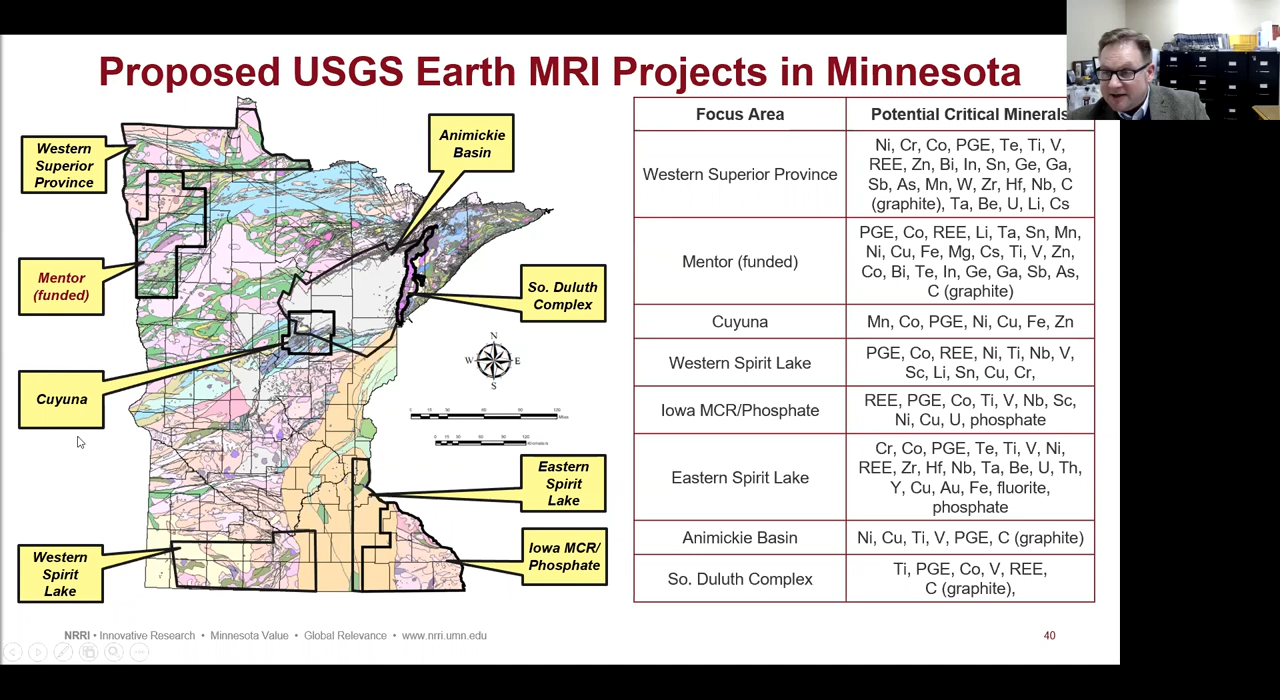 Proposed USGS Earth MRI Projects in Minnesota
Western
Superior
Province
Animickie
Basin
Mentor
(funded)
So. Duluth
Complex
N
W
E
S
Cuyuna
Eastern
Spirit
Lake
Western
Spirit
Lake
Iowa MCR/
Phosphate
Focus Area
Potential Critical Minerals
Western Superior Province
Ni, Cr, Co, PGE, Te, Ti, V,
REE, Zn, Bi, In, Sn, Ge, Ga,
Sb, As, Mn, W, Zr, Hf, Nb, C
(graphite), Ta, Be, U, Li, Cs
Mentor (funded)
PGE, Co, REE, Li, Ta, Sn, Mn,
Ni, Cu, Fe, Mg, Cs, Ti, V, Zn,
Co, Bi, Te, In, Ge, Ga, Sb, As,
C (graphite)
Cuyuna
Mn, Co, PGE, Ni, Cu, Fe, Zn
Western Spirit Lake
PGE, Co, REE, Ni, Ti, Nb, V,
Sc, Li, Sn, Cu, Cr,
Iowa MCR/Phosphate
REE, PGE, Co, Ti, V, Nb, Sc,
Ni, Cu, U, phosphate
Eastern Spirit Lake
Cr, Co, PGE, Te, Ti, V, Ni,
REE, Zr, Hf, Nb, Ta, Be, U, Th,
Y, Cu, Au, Fe, fluorite,
phosphate
Animickie Basin
Ni, Cu, Ti, V, PGE, C (graphite)
So. Duluth Complex
Ti, PGE, Co, V, REE,
C (graphite),
NRRI • Innovative Research • Minnesota Value • Global Relevance • www.nrri.umn.edu
40